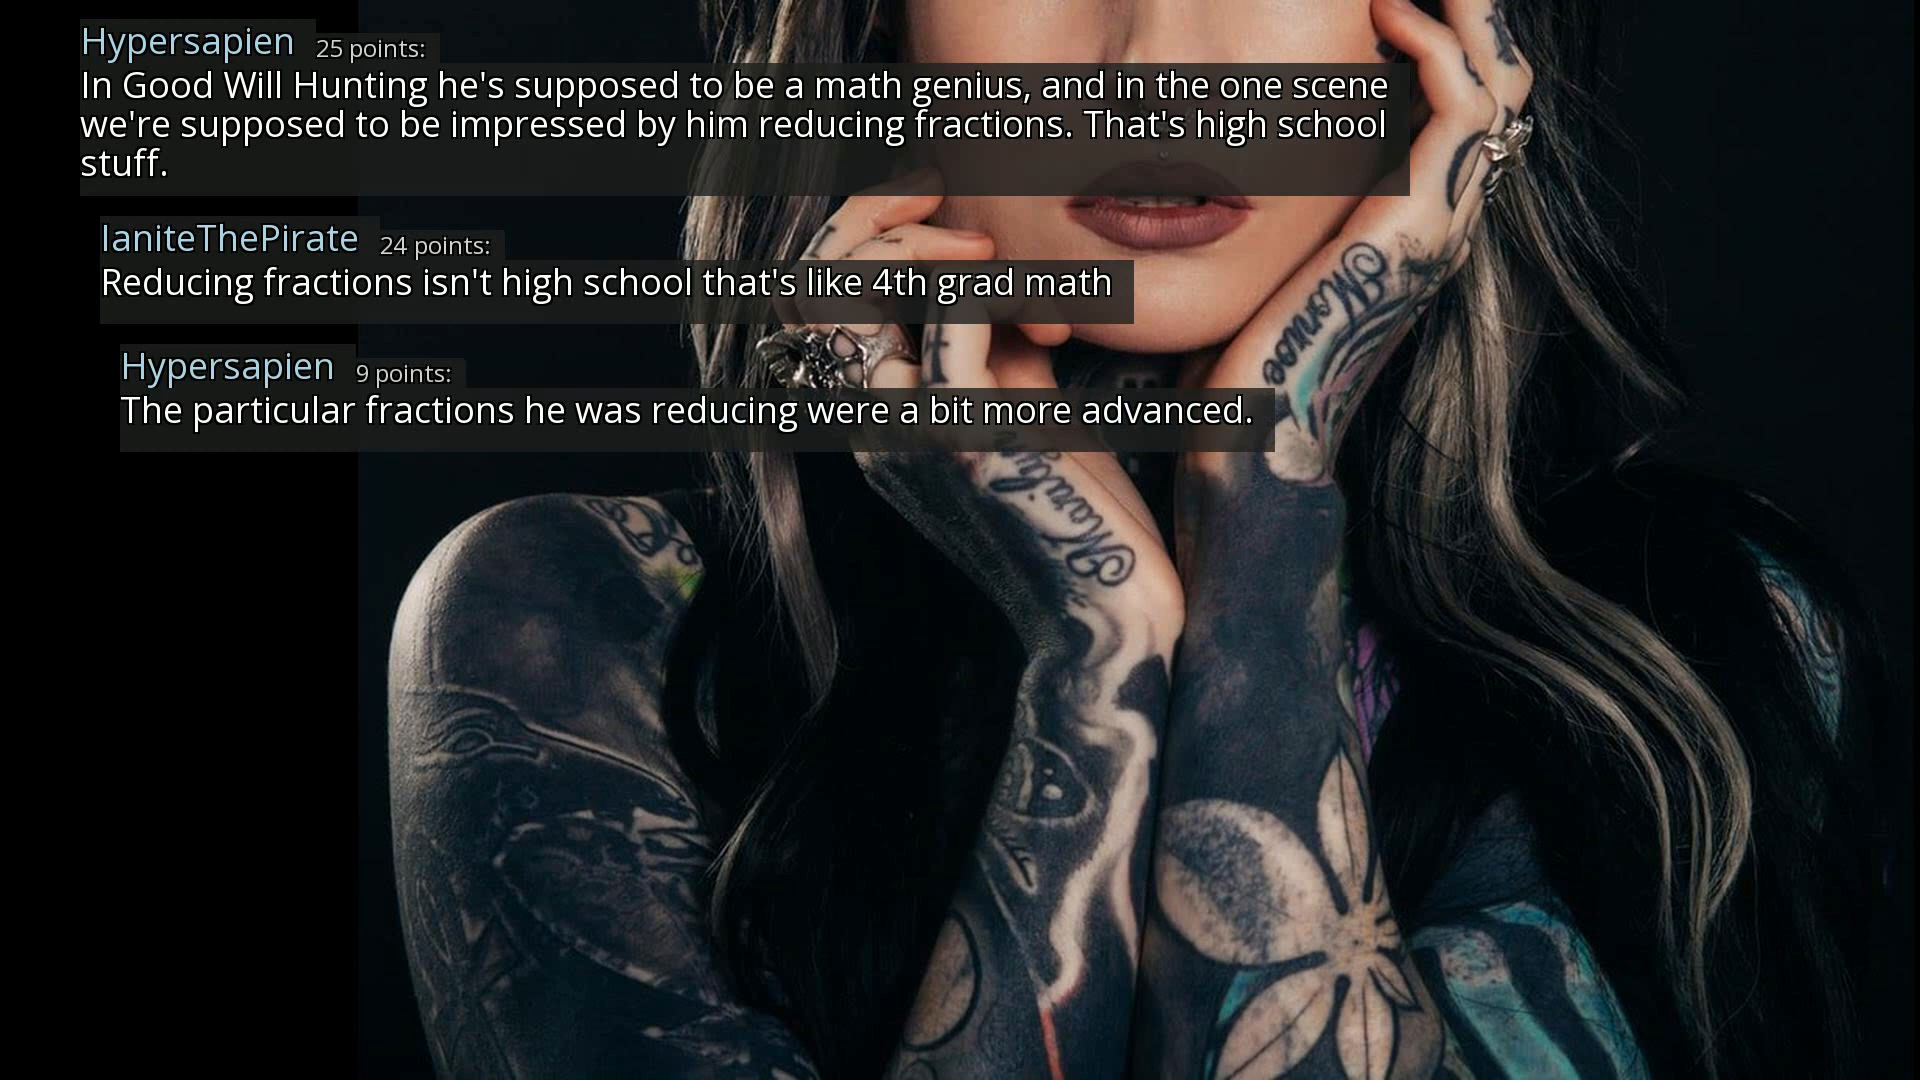 Hypersapien 25 points:
In Good Will Hunting he's supposed to be a math genius, and in the one scene
we're supposed to be impressed by him reducing fractions. That's high school
stuff.
IaniteThePirate 24 points:
Reducing fractions isn't high school that's like 4th grad math
Hypersapien 9 points:
The particular fractions he was reducing were a bit more advanced.
Monroe
Marilyn